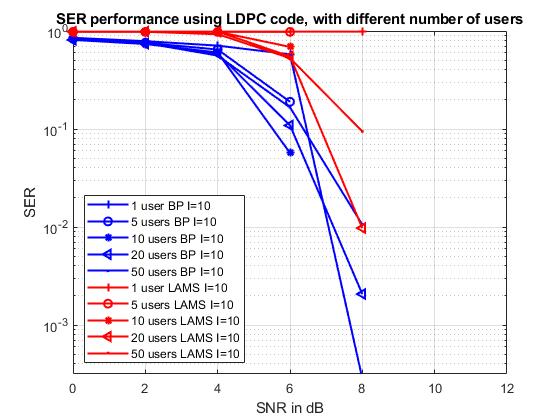 SER performance using LDPC code, with different number of users
10^0
10^-1
10^-2
10^-3
SER
1 user BP I=10
5 users BP I=10
10 users BP I=10
20 users BP I=10
50 users BP I=10
1 user LAMS I=10
5 users LAMS I=10
10 users LAMS I=10
20 users LAMS I=10
50 users LAMS I=10
0 2 4 6 8 10 12
SNR in dB